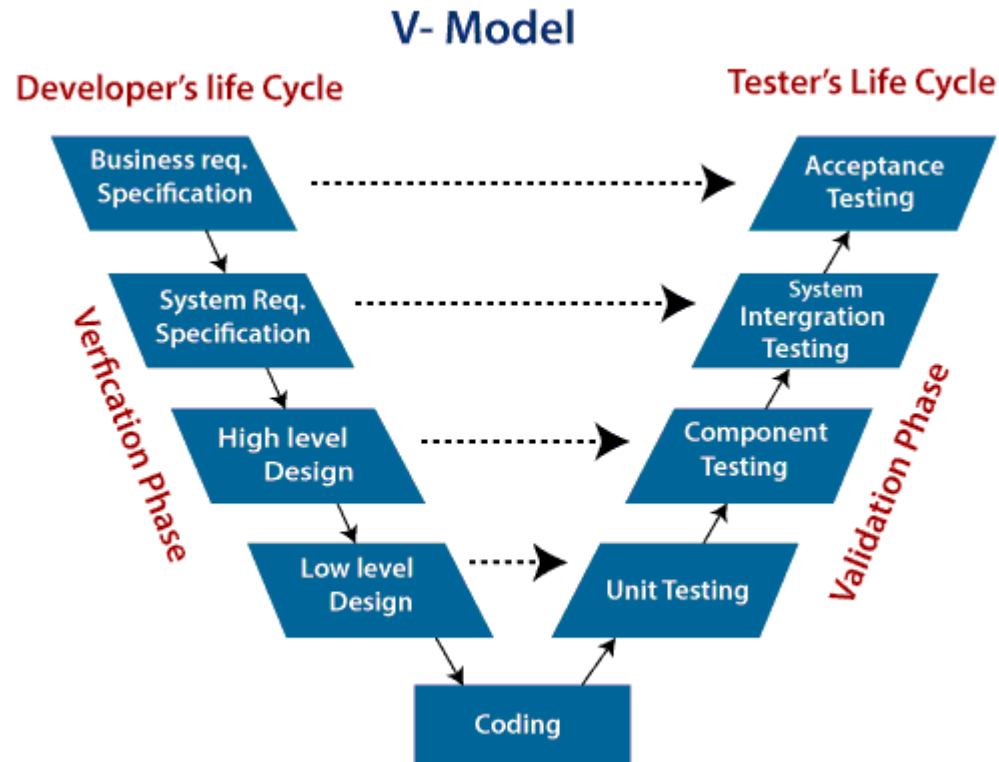 V- Model
Developer's life Cycle
Tester's Life Cycle
Business req.
Specification
Acceptance
Testing
System Req.
Specification
System
Intergration
Testing
Verfication Phase
High level
Design
Component
Testing
Validation Phase
Low level
Design
Unit Testing
Coding